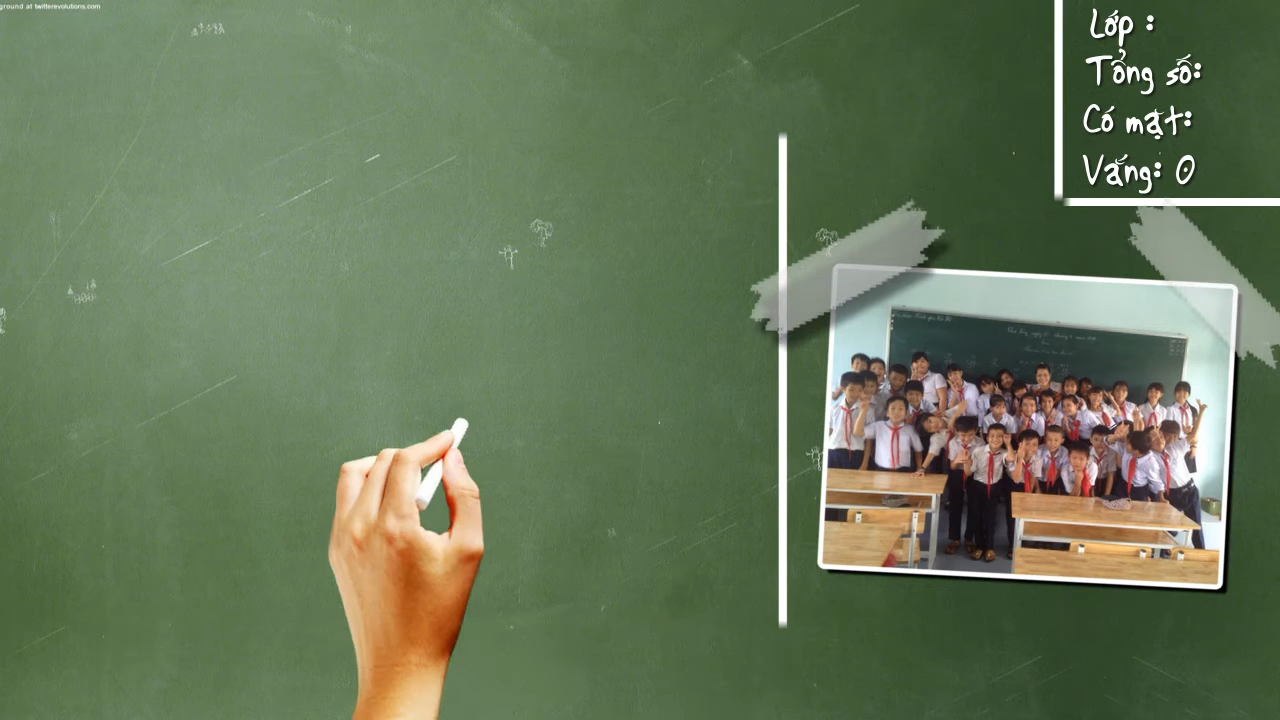 ground at twitterevolutions.com
Lớp :
Tổng số:
Có mặt:
Vắng: 0